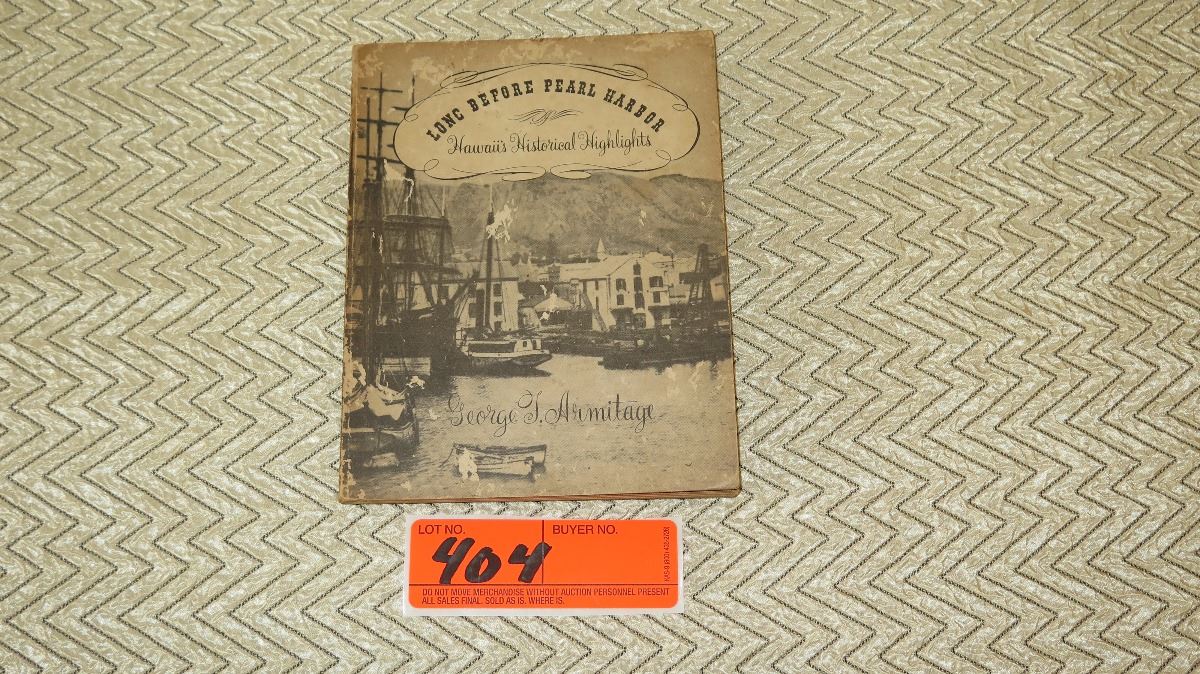 LONG BEFORE PEARL HARBOR
Hawaii's Historical Highlights
George T. Armitage
LOT NO.
BUYER NO.
404
DO NOT MOVE MERCHANDISE WITHOUT AUCTION PERSONNEL PRESENT
ALL SALES FINAL. SOLD AS IS. WHERE IS.